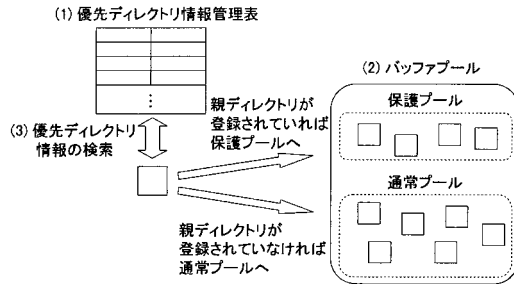 (1) 優先ディレクトリ情報管理表
(2) バッファプール
保護プール
親ディレクトリが
登録されていれば
保護プールへ
(3) 優先ディレクトリ
情報の検索
通常プール
親ディレクトリが
登録されていなければ
通常プールへ